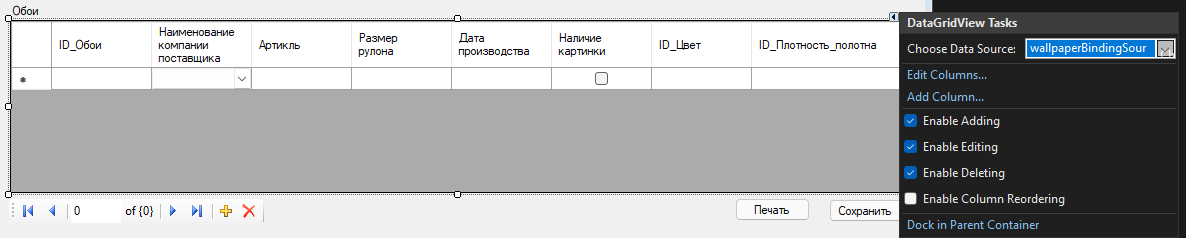 Обои
ID_Обои
Наименование
компании
поставщика
Артикль
Размер
рулона
Дата
производства
Наличие
картинки
ID_Цвет
ID_Плотность_полотна
0
of {0}
Печать
Сохранить
DataGridView Tasks
Choose Data Source: wallpaperBindingSour
Edit Columns...
Add Column...
Enable Adding
Enable Editing
Enable Deleting
Enable Column Reordering
Dock in Parent Container